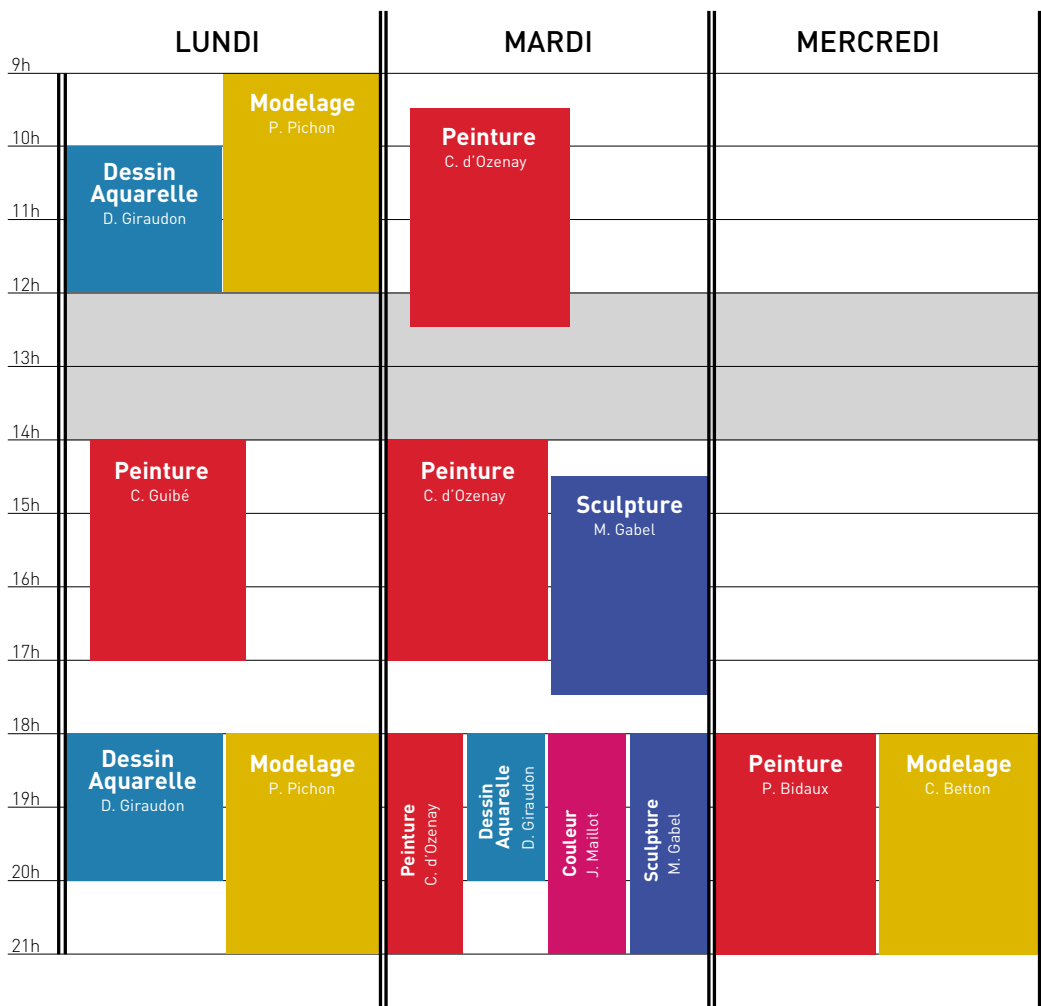 LUNDI
MARDI
MERCREDI
9h
10h
11h
12h
13h
14h
15h
16h
17h
18h
19h
20h
21h
Modelage
P. Pichon
Dessin
Aquarelle
D. Giraudon
Peinture
C. Guibé
Dessin
Aquarelle
D. Giraudon
Modelage
P. Pichon
Peinture
C. d'Ozenay
Peinture
C. d'Ozenay
Sculpture
M. Gabel
Peinture
C. d'Ozenay
Dessin
Aquarelle
D. Giraudon
Couleur
J. Maillot
Sculpture
M. Gabel
Peinture
P. Bidaux
Modelage
C. Betton